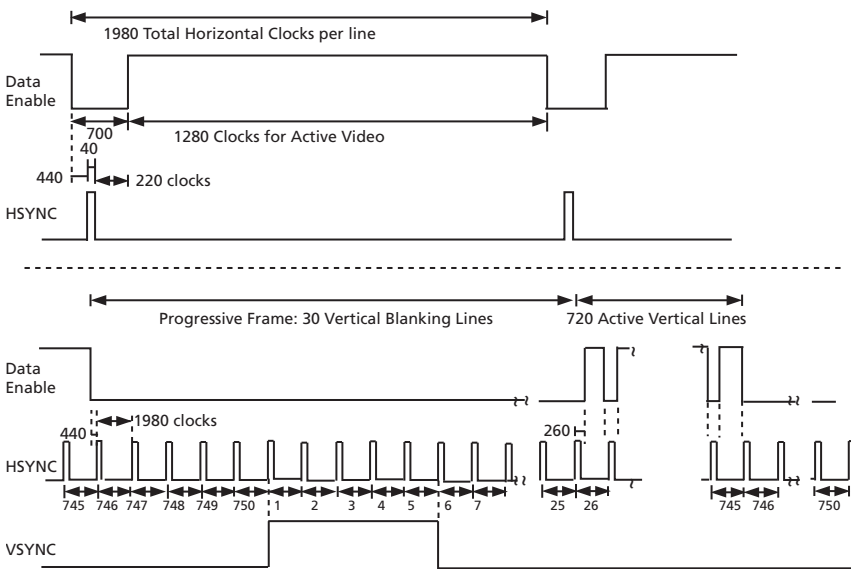 1980 Total Horizontal Clocks per line
Data
Enable
700
1280 Clocks for Active Video
40
440
220 clocks
HSYNC
Progressive Frame: 30 Vertical Blanking Lines
720 Active Vertical Lines
Data
Enable
1980 clocks
440
260
HSYNC
745 746 747 748 749 750 1 2 3 4 5 6 7 25 26 745 746 750
VSYNC